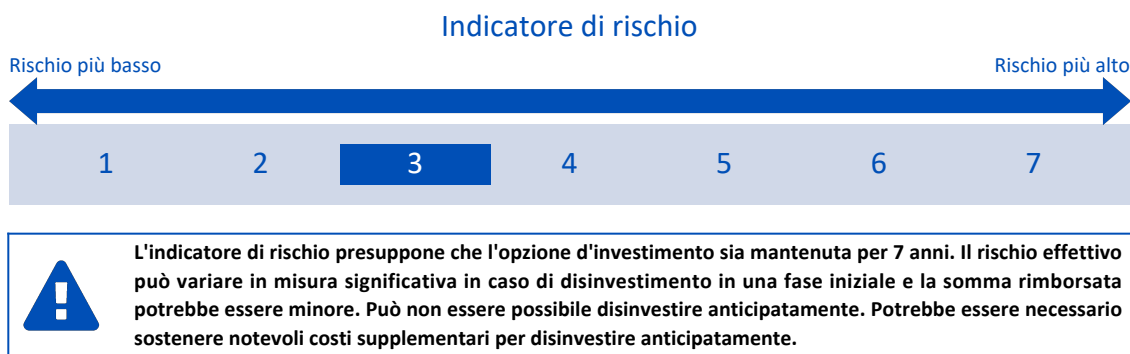 Indicatore di rischio
Rischio più basso Rischio più alto
1 2 3 4 5 6 7
L'indicatore di rischio presuppone che l'opzione d'investimento sia mantenuta per 7 anni. Il rischio effettivo
può variare in misura significativa in caso di disinvestimento in una fase iniziale e la somma rimborsata
potrebbe essere minore. Può non essere possibile disinvestire anticipatamente. Potrebbe essere necessario
sostenere notevoli costi supplementari per disinvestire anticipatamente.